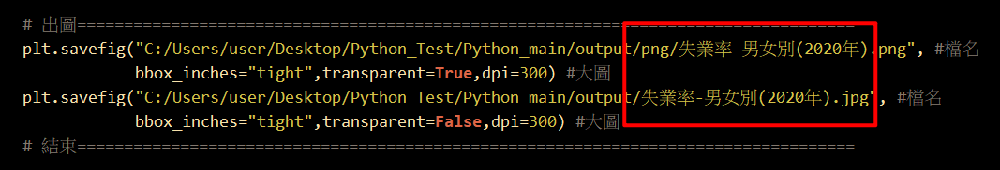 # 出圖===================================================================================
plt.savefig("C:/Users/user/Desktop/Python_Test/Python_main/output/png/失業率-男女別(2020年).png", #檔名
bbox_inches="tight",transparent=True,dpi=300) #大圖
plt.savefig("C:/Users/user/Desktop/Python_Test/Python_main/output/失業率-男女別(2020年).jpg", #檔名
bbox_inches="tight",transparent=False,dpi=300) #大圖
# 結束===================================================================================